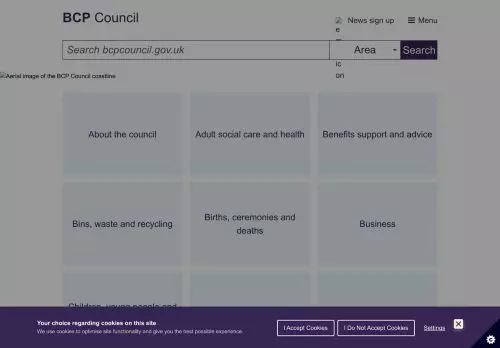 BCP Council
News sign up
Menu
Search bcpcouncil.gov.uk
Area
Search
e
m
ic
on
Aerial image of the BCP Council coastline
About the council
Adult social care and health
Benefits support and advice
Bins, waste and recycling
Births, ceremonies and
deaths
Business
Children, young people and
Your choice regarding cookies on this site
We use cookies to optimise site functionality and give you the best possible experience.
I Accept Cookies
I Do Not Accept Cookies
Settings